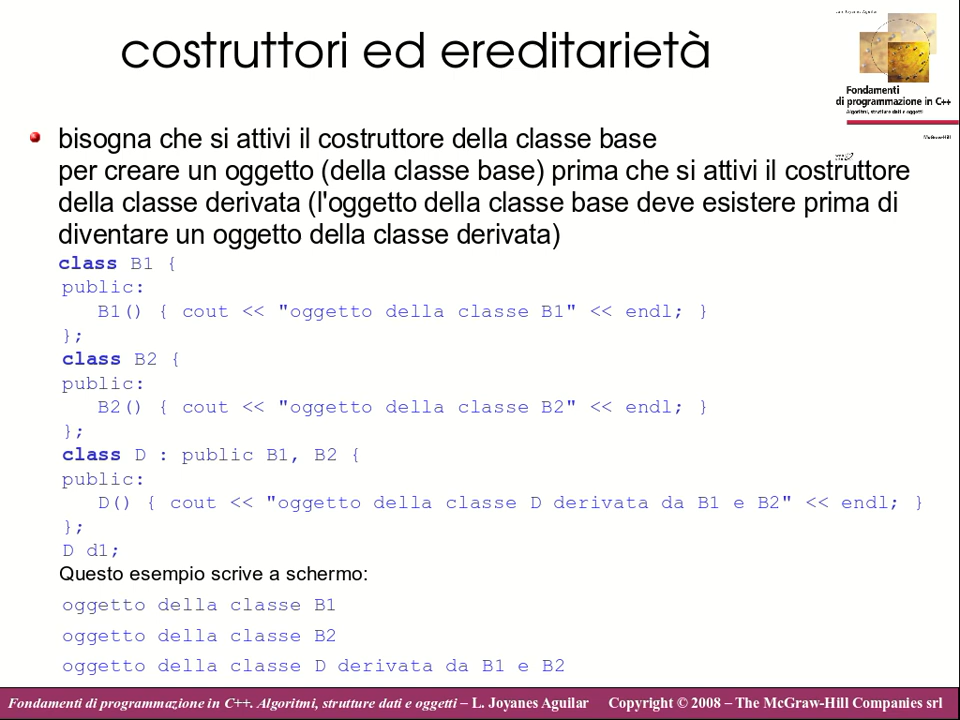 costruttori ed ereditarietà
Fondamenti
di programmazione in C++
Algoritmi, strutture dati e oggetti
McGraw-Hill
bisogna che si attivi il costruttore della classe base
per creare un oggetto (della classe base) prima che si attivi il costruttore
della classe derivata (l'oggetto della classe base deve esistere prima di
diventare un oggetto della classe derivata)
class B1 {
public:
B1() { cout << "oggetto della classe B1" << endl; }
};
class B2 {
public:
B2() { cout << "oggetto della classe B2" << endl; }
};
class D : public B1, B2 {
public:
D() { cout << "oggetto della classe D derivata da B1 e B2" << endl; }
};
D d1;
Questo esempio scrive a schermo:
oggetto della classe B1
oggetto della classe B2
oggetto della classe D derivata da B1 e B2
Fondamenti di programmazione in C++. Algoritmi, strutture dati e oggetti – L. Joyanes Aguilar Copyright © 2008 – The McGraw-Hill Companies srl